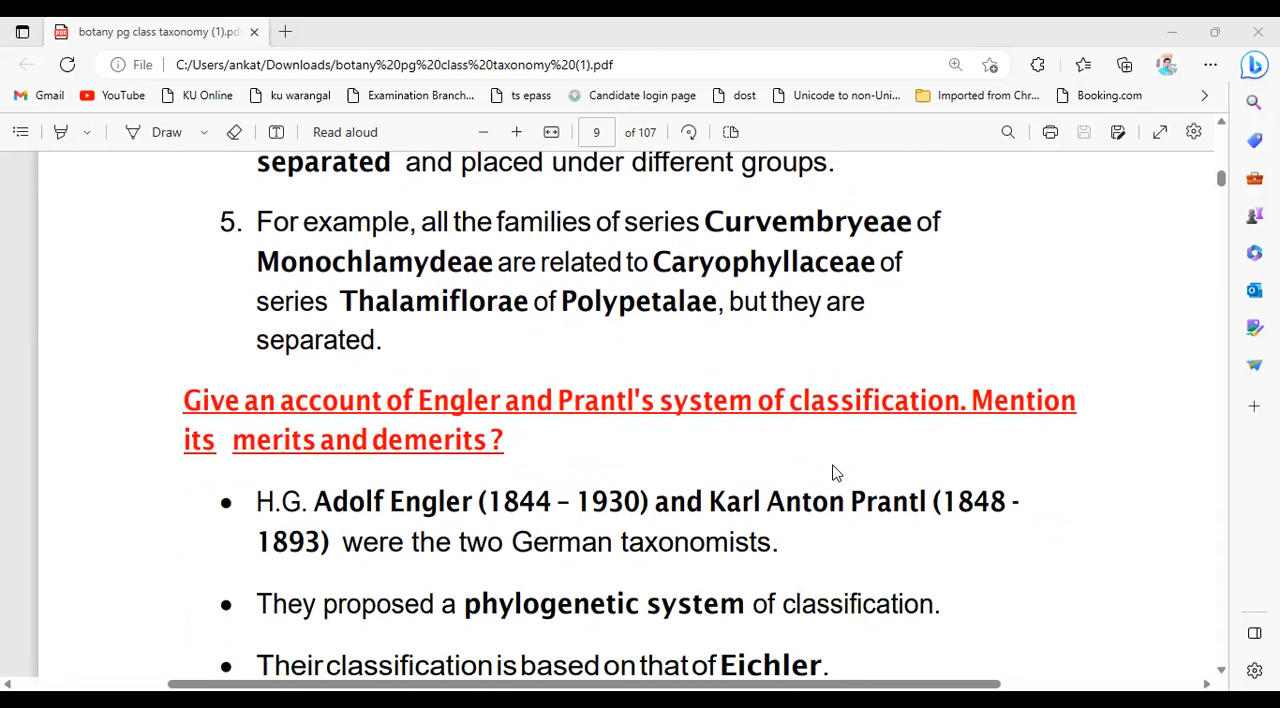 botany pg class taxonomy (1).pd
File C:/Users/ankat/Downloads/botany%20pg%20class%20taxonomy%20(1).pdf
Gmail YouTube KU Online ku warangal Examination Branch... ts epass Candidate login page dost Unicode to non-Uni... Imported from Chr... Booking.com
Draw Read aloud 9 of 107
separated and placed under different groups.
5. For example, all the families of series Curvembryeae of
Monochlamydeae are related to Caryophyllaceae of
series Thalamiflorae of Polypetalae, but they are
separated.
Give an account of Engler and Prantl's system of classification. Mention
its merits and demerits ?
• H.G. Adolf Engler (1844 – 1930) and Karl Anton Prantl (1848 -
1893) were the two German taxonomists.
• They proposed a phylogenetic system of classification.
• Their classification is based on that of Eichler.